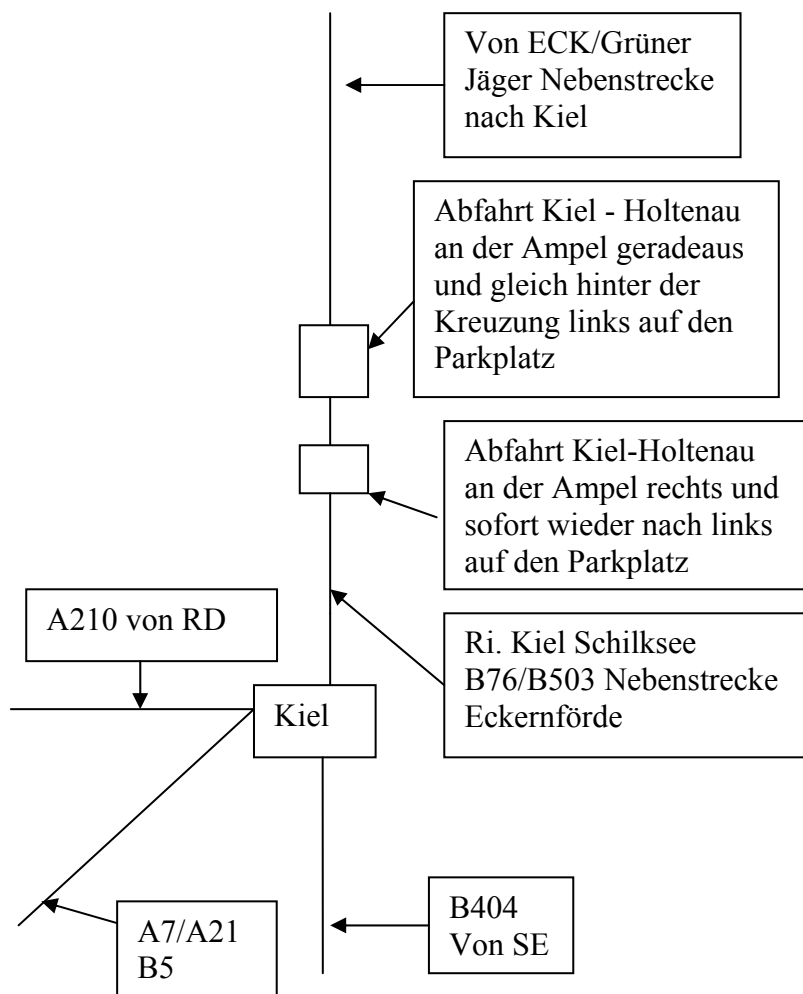 Von ECK/Grüner
Jäger Nebenstrecke
nach Kiel
Abfahrt Kiel - Holtenau
an der Ampel geradeaus
und gleich hinter der
Kreuzung links auf den
Parkplatz
Abfahrt Kiel-Holtenau
an der Ampel rechts und
sofort wieder nach links
auf den Parkplatz
A210 von RD
Ri. Kiel Schilksee
B76/B503 Nebenstrecke
Eckernförde
Kiel
A7/A21
B5
B404
Von SE